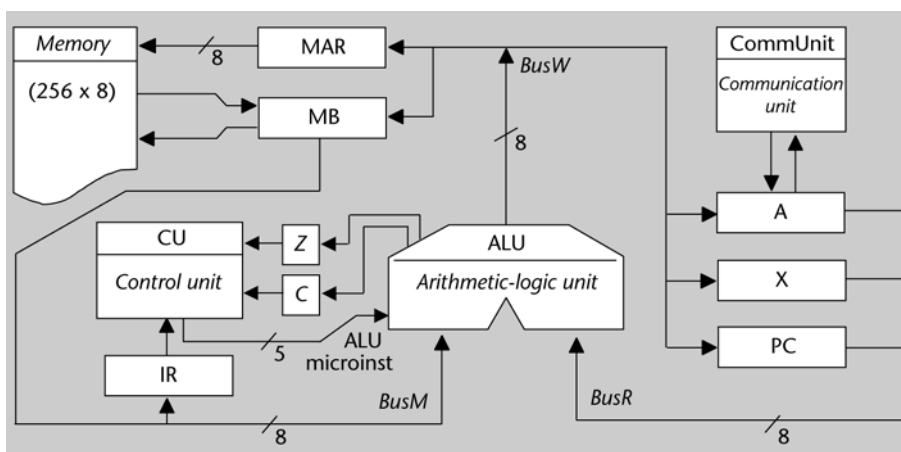 Memory
(256 x 8)
8
MAR
MB
BusW
8
CommUnit
Communication
unit
A
X
PC
CU
Control unit
Z
C
ALU
Arithmetic-logic unit
5
ALU
microinst
IR
BusM
8
BusR
8